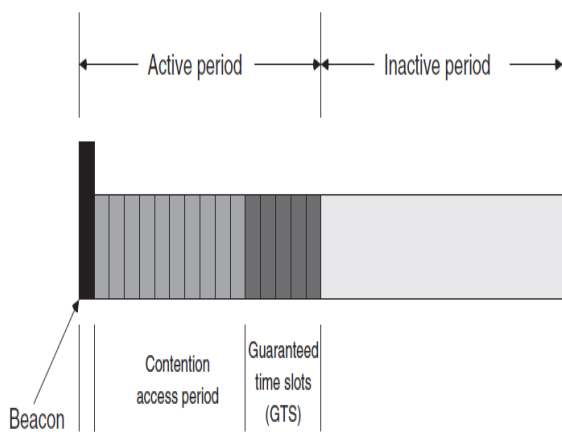 Active period
Inactive period
Contention
access period
Guaranteed
time slots
(GTS)
Beacon